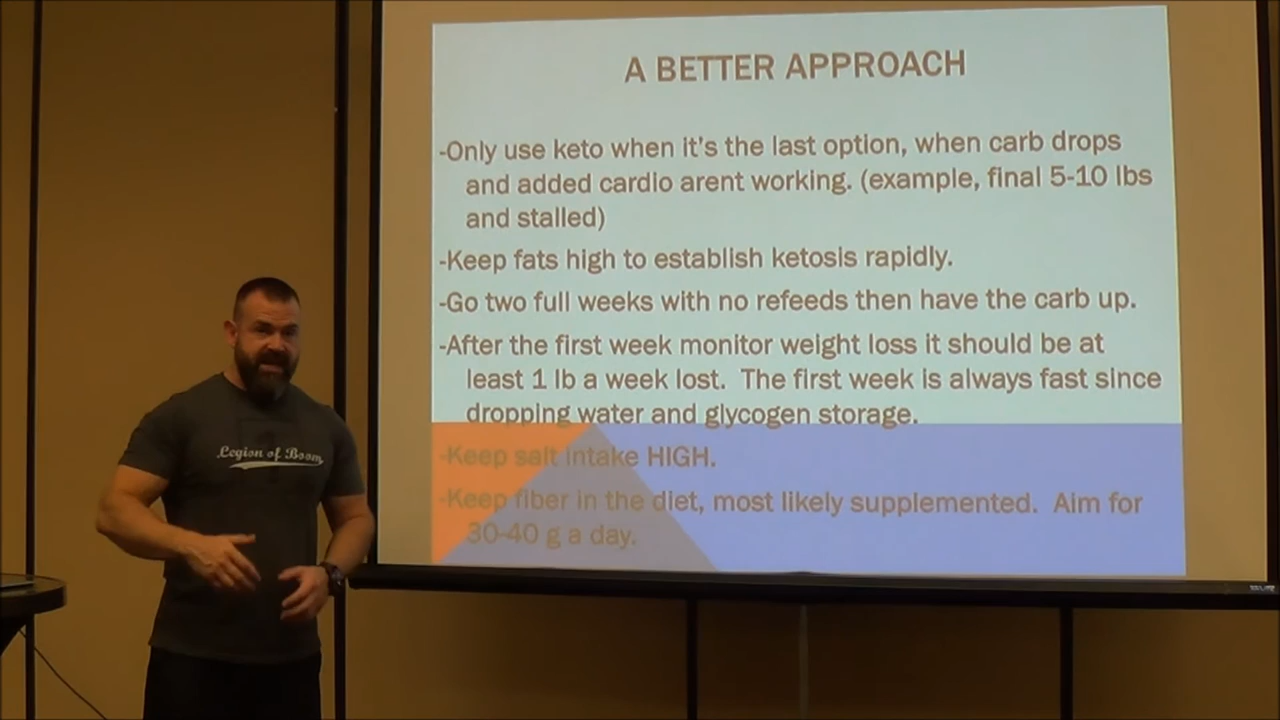 A BETTER APPROACH
-Only use keto when it's the last option, when carb drops
and added cardio arent working. (example, final 5-10 lbs
and stalled)
-Keep fats high to establish ketosis rapidly.
-Go two full weeks with no refeeds then have the carb up.
-After the first week monitor weight loss it should be at
least 1 lb a week lost.  The first week is always fast since
dropping water and glycogen storage.
-Keep salt intake HIGH.
-Keep fiber in the diet, most likely supplemented.  Aim for
30-40 g a day.
Legion of Boom